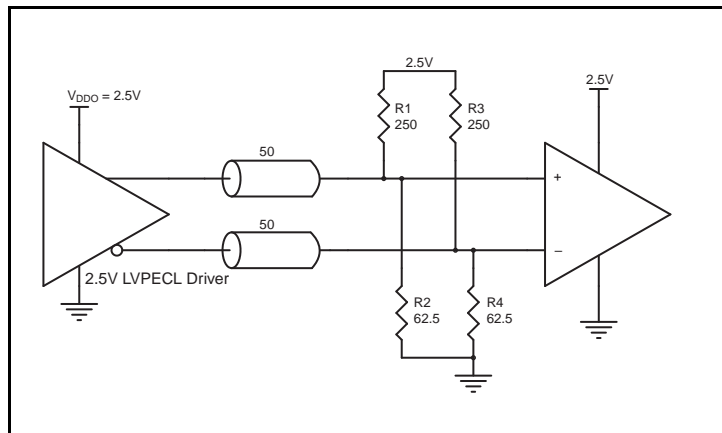 2.5V
V_DDO = 2.5V
2.5V
R1
250
R3
250
50
+
50
−
2.5V LVPECL Driver
R2
62.5
R4
62.5